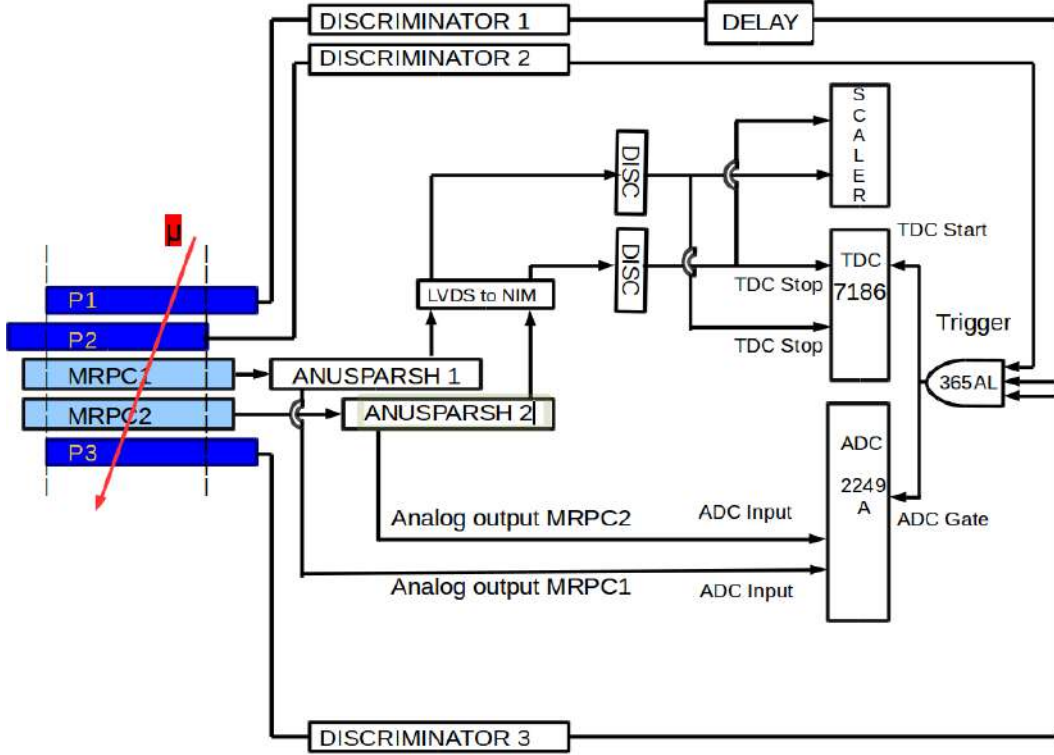 DISCRIMINATOR 1
DELAY
DISCRIMINATOR 2
SCALER
DISC
DISC
μ
TDC Start
TDC
7186
TDC Stop
TDC Stop
LVDS to NIM
P1
P2
Trigger
MRPC1
ANUSPARSH 1
365AL
MRPC2
ANUSPARSH 2
P3
ADC
2249
A
Analog output MRPC2
ADC Input
ADC Gate
Analog output MRPC1
ADC Input
DISCRIMINATOR 3